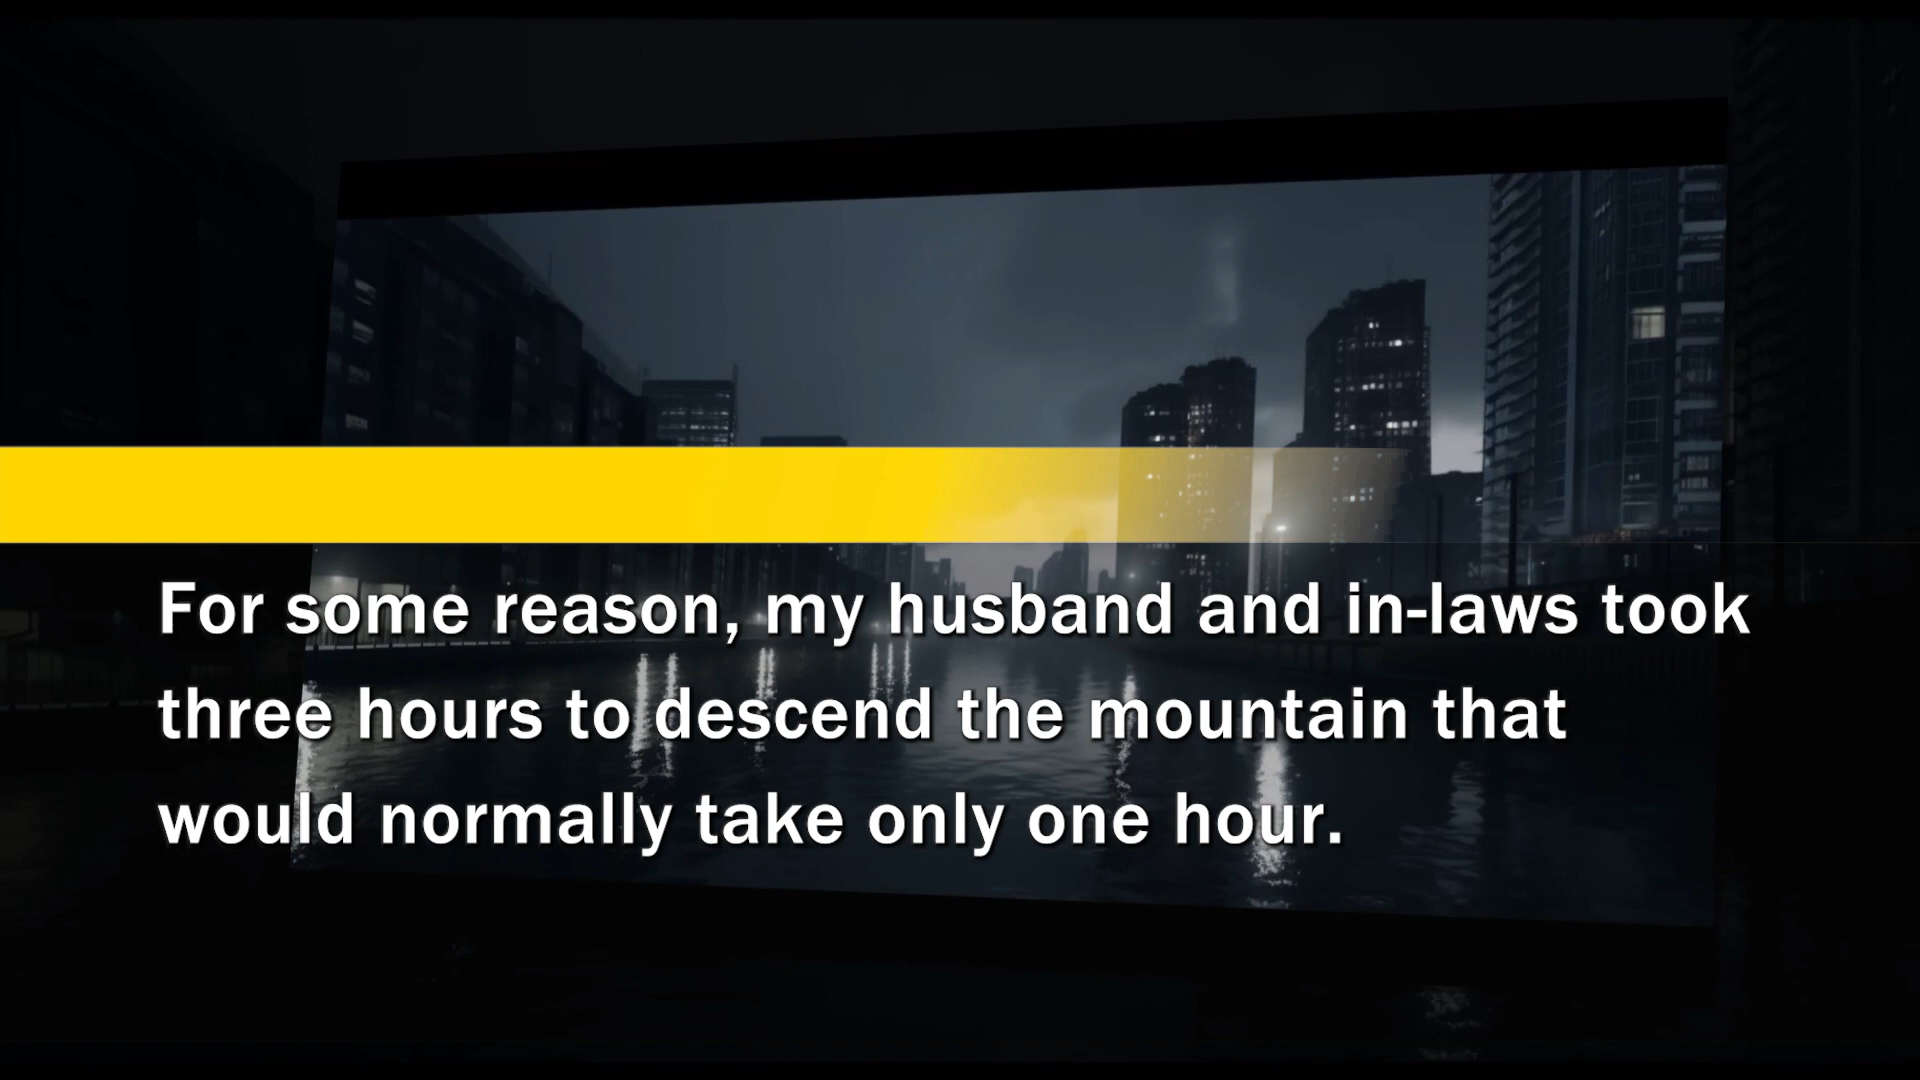 For some reason, my husband and in-laws took
three hours to descend the mountain that
would normally take only one hour.